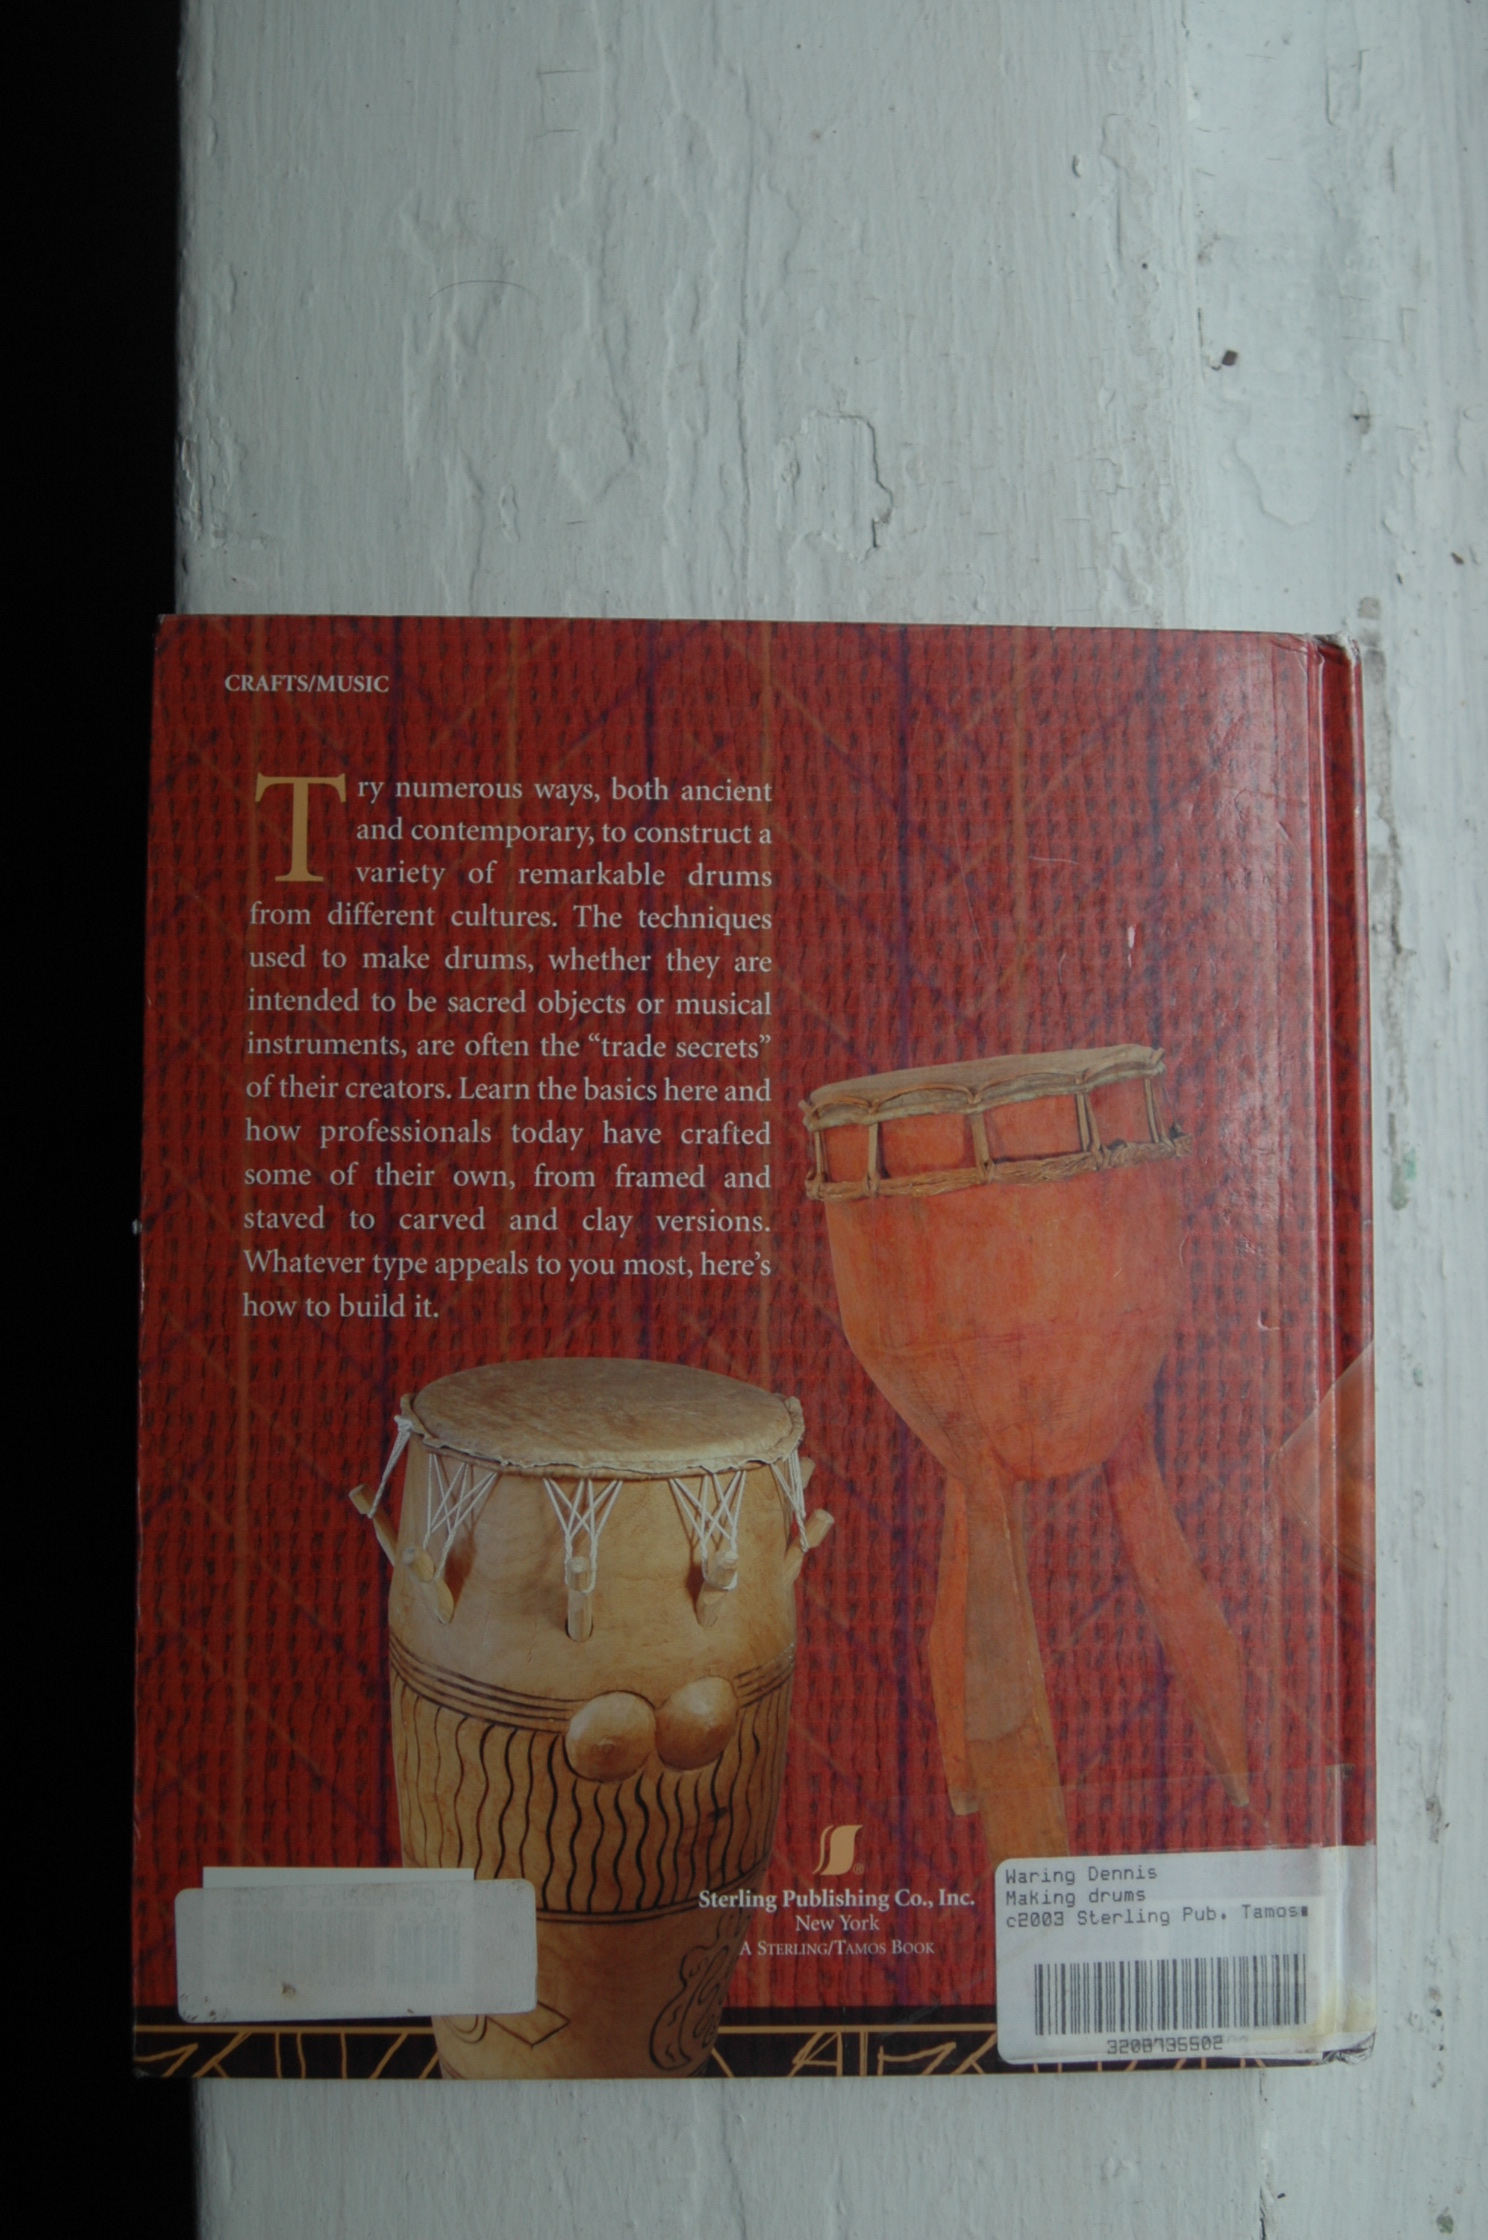 CRAFTS/MUSIC
Try numerous ways, both ancient
and contemporary, to construct a
variety of remarkable drums
from different cultures. The techniques
used to make drums, whether they are
intended to be sacred objects or musical
instruments, are often the “trade secrets”
of their creators. Learn the basics here and
how professionals today have crafted
some of their own, from framed and
staved to carved and clay versions.
Whatever type appeals to you most, here’s
how to build it.
®
Sterling Publishing Co., Inc.
New York
A STERLING/TAMOS BOOK
Waring Dennis
Making drums
c2003 Sterling Pub. Tamos